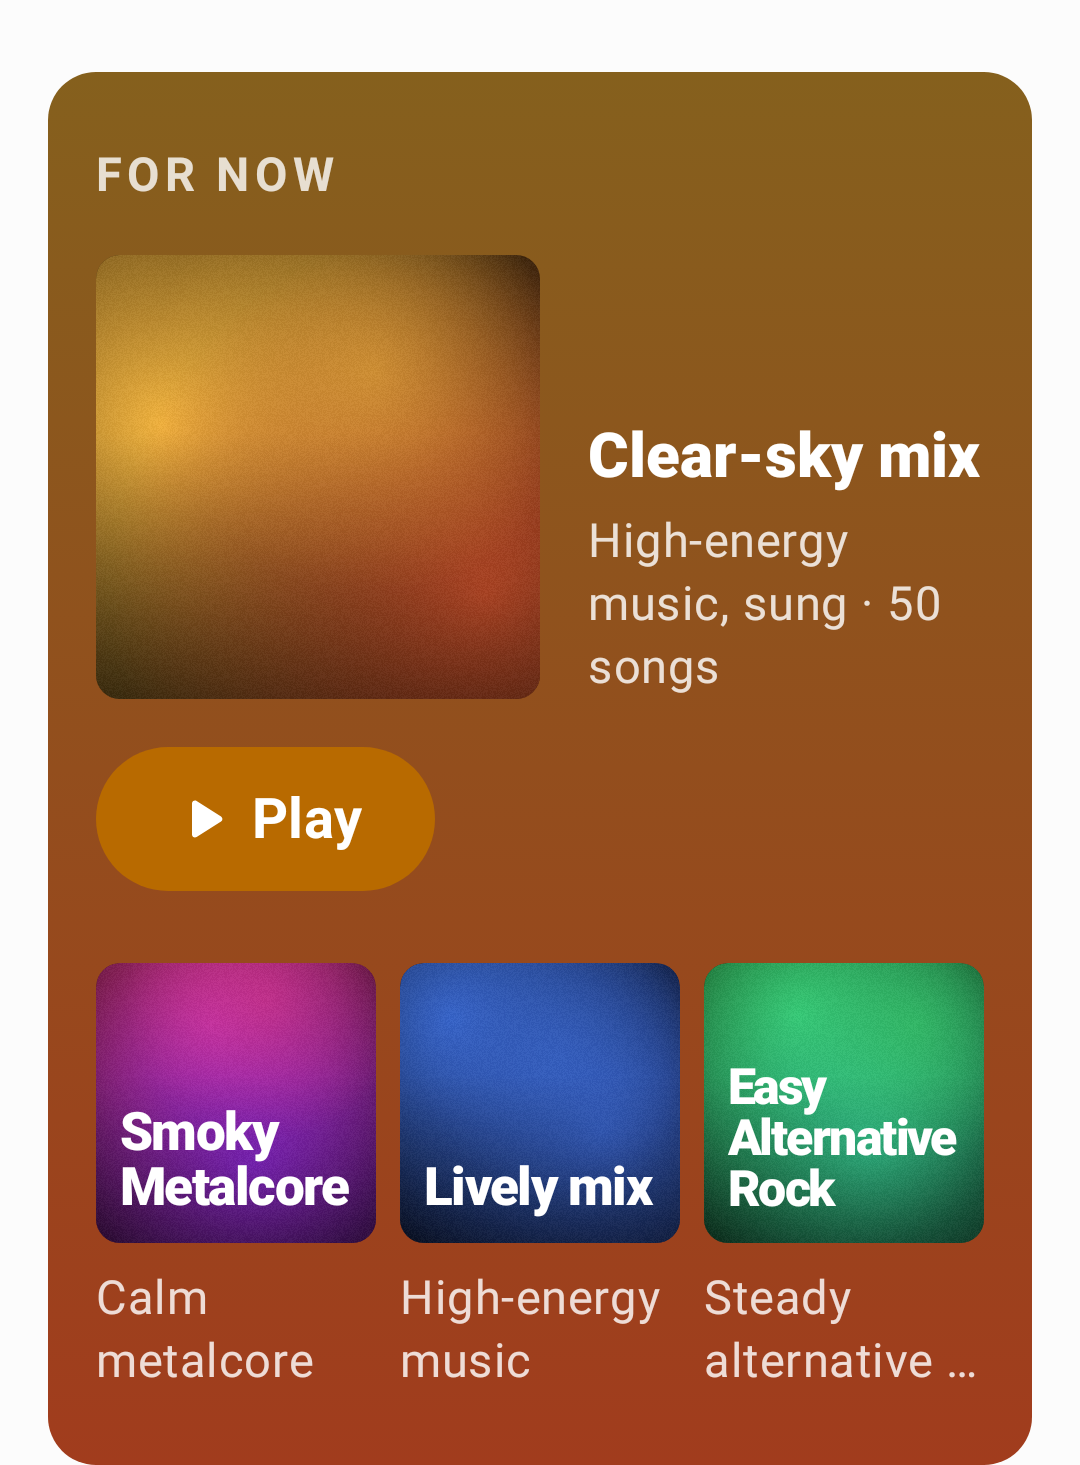 FOR NOW
Clear-sky mix
High-energy
music, sung · 50
songs
Play
Smoky
Metalcore
Lively mix
Easy
Alternative
Rock
Calm
metalcore
High-energy
music
Steady
alternative …